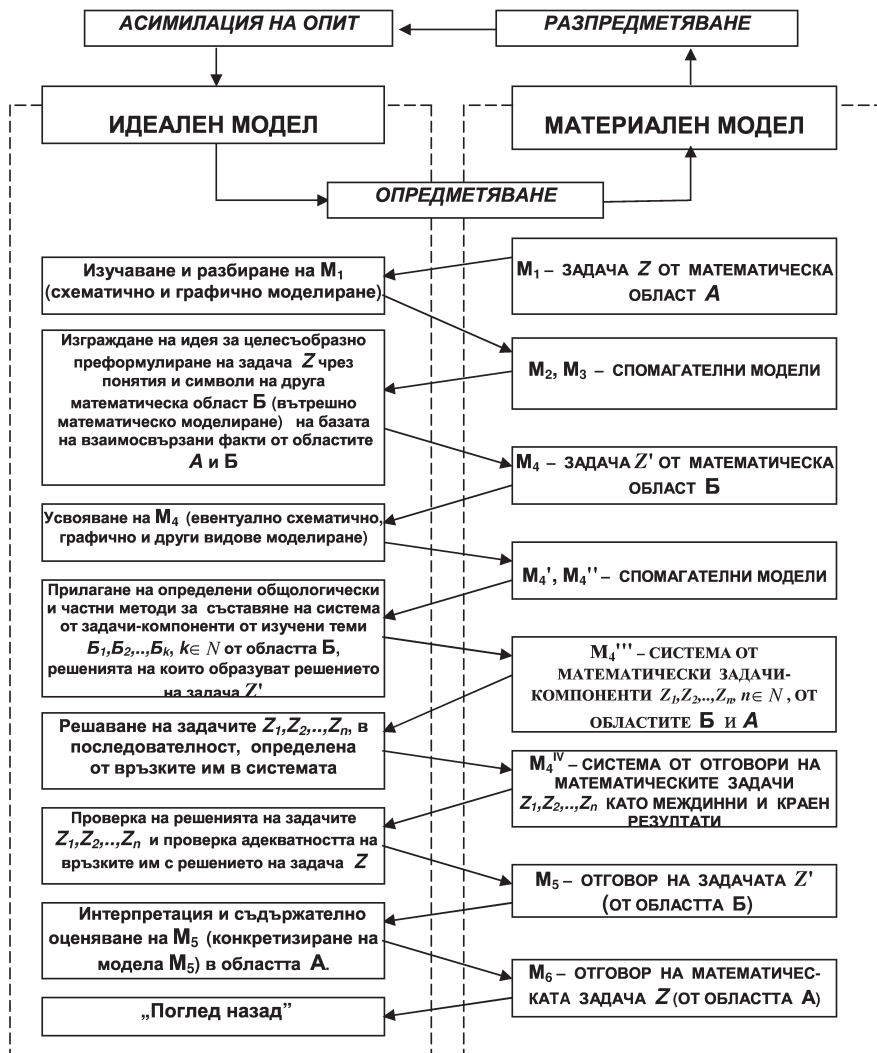 АСИМИЛАЦИЯ НА ОПИТ
РАЗПРЕДМЕТЯВАНЕ
ИДЕАЛЕН МОДЕЛ
МАТЕРИАЛЕН МОДЕЛ
ОПРЕДМЕТЯВАНЕ
Изучаване и разбиране на М₁
(схематично и графично моделиране)
М₁ – ЗАДАЧА Z ОТ МАТЕМАТИЧЕСКА
ОБЛАСТ А
Изграждане на идея за целесъобразно
преформулиране на задача Z чрез
понятия и символи на друга
математическа област Б (вътрешно
математическо моделиране) на базата
на взаимосвързани факти от областите
А и Б
М₂, М₃ – СПОМАГАТЕЛНИ МОДЕЛИ
М₄ – ЗАДАЧА Z' ОТ МАТЕМАТИЧЕСКА
ОБЛАСТ Б
Усвояване на М₄ (евентуално схематично,
графично и други видове моделиране)
М₄', М₄'' – СПОМАГАТЕЛНИ МОДЕЛИ
Прилагане на определени общологически
и частни методи за съставяне на система
от задачи-компоненти от изучени теми
Б₁,Б₂,..,Бₖ, k∈ N от областта Б,
решенията на които образуват решението
на задача Z'
М₄''' – СИСТЕМА ОТ
МАТЕМАТИЧЕСКИ ЗАДАЧИ-
КОМПОНЕНТИ Z₁,Z₂,..,Zₙ, n∈ N , ОТ
ОБЛАСТИТЕ Б И А
Решаване на задачите Z₁,Z₂,..,Zₙ, в
последователност, определена
от връзките им в системата
М₄ᴵⱽ – СИСТЕМА ОТ ОТГОВОРИ НА
МАТЕМАТИЧЕСКИТЕ ЗАДАЧИ
Z₁,Z₂,..,Zₙ КАТО МЕЖДИННИ И КРАЕН
РЕЗУЛТАТИ
Проверка на решенията на задачите
Z₁,Z₂,..,Zₙ и проверка адекватността на
връзките им с решението на задача Z
М₅ – ОТГОВОР НА ЗАДАЧАТА Z'
(ОТ ОБЛАСТТА Б)
Интерпретация и съдържателно
оценяване на М₅ (конкретизиране на
модела М₅) в областта А.
М₆ – ОТГОВОР НА МАТЕМАТИЧЕС-
КАТА ЗАДАЧА Z (ОТ ОБЛАСТТА А)
„Поглед назад”